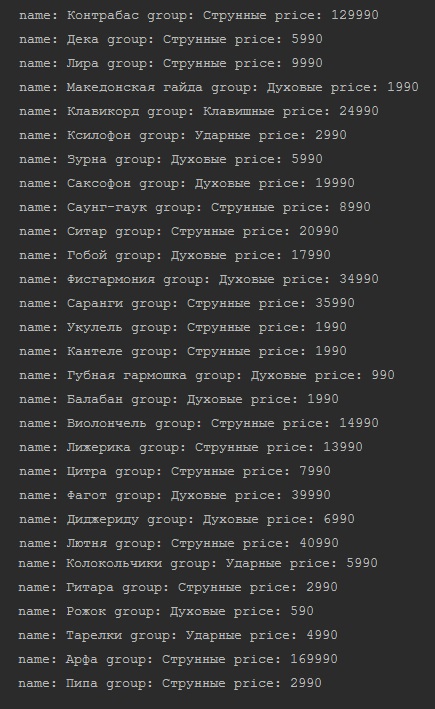 name: Контрабас group: Струнные price: 129990
name: Дека group: Струнные price: 5990
name: Лира group: Струнные price: 9990
name: Македонская гайда group: Духовые price: 1990
name: Клавикорд group: Клавишные price: 24990
name: Ксилофон group: Ударные price: 2990
name: Зурна group: Духовые price: 5990
name: Саксофон group: Духовые price: 19990
name: Саунг-гаук group: Струнные price: 8990
name: Ситар group: Струнные price: 20990
name: Гобой group: Духовые price: 17990
name: Фисгармония group: Духовые price: 34990
name: Саранги group: Струнные price: 35990
name: Укулель group: Струнные price: 1990
name: Кантеле group: Струнные price: 1990
name: Губная гармошка group: Духовые price: 990
name: Балабан group: Духовые price: 1990
name: Виолончель group: Струнные price: 14990
name: Лижерика group: Струнные price: 13990
name: Цитра group: Струнные price: 7990
name: Фагот group: Духовые price: 39990
name: Диджериду group: Духовые price: 6990
name: Лютня group: Струнные price: 40990
name: Колокольчики group: Ударные price: 5990
name: Гитара group: Струнные price: 2990
name: Рожок group: Духовые price: 590
name: Тарелки group: Ударные price: 4990
name: Арфа group: Струнные price: 169990
name: Пипа group: Струнные price: 2990